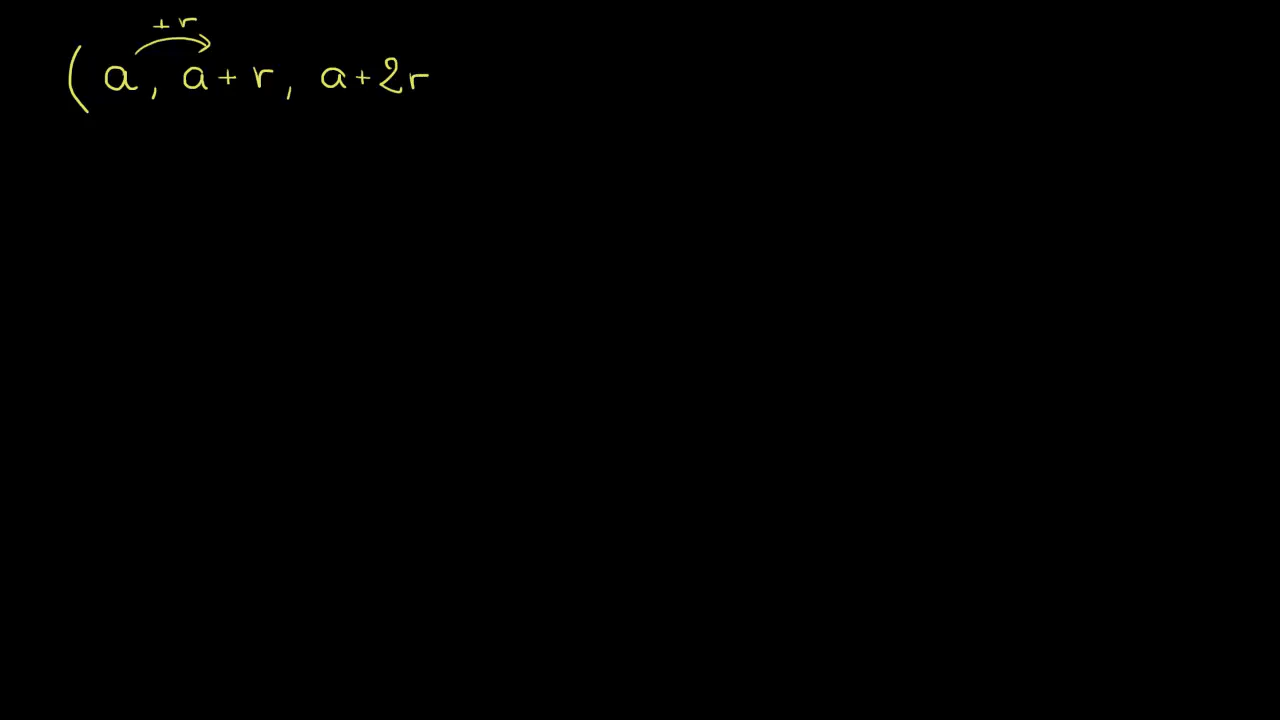 +r
(a, a+r, a+2r